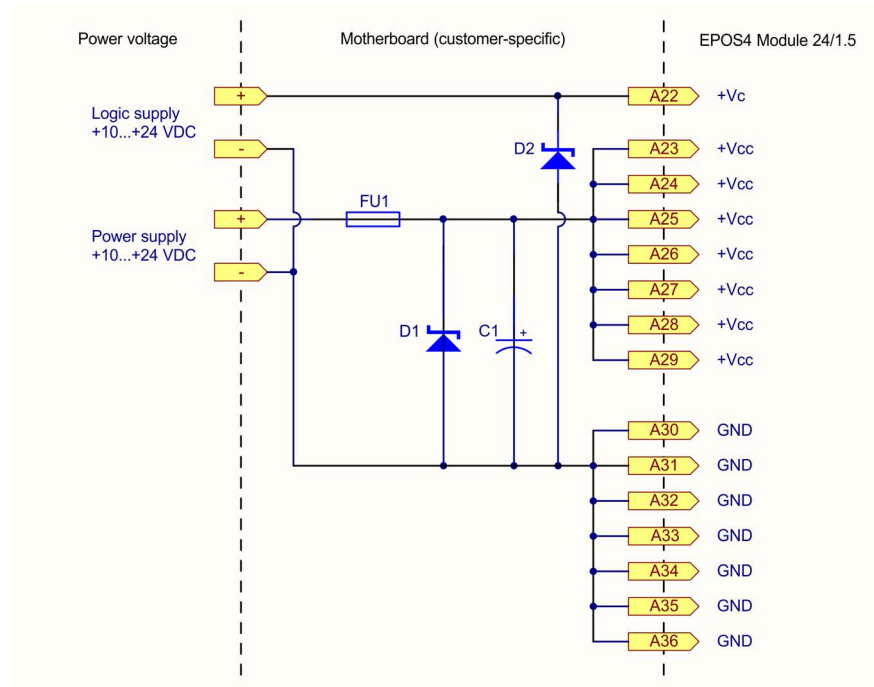 Power voltage
Motherboard (customer-specific)
EPOS4 Module 24/1.5
+
A22
+Vc
Logic supply
+10...+24 VDC
-
D2
A23
+Vcc
A24
+Vcc
FU1
+
A25
+Vcc
Power supply
+10...+24 VDC
-
A26
+Vcc
A27
+Vcc
D1
C1
+
A28
+Vcc
A29
+Vcc
A30
GND
A31
GND
A32
GND
A33
GND
A34
GND
A35
GND
A36
GND